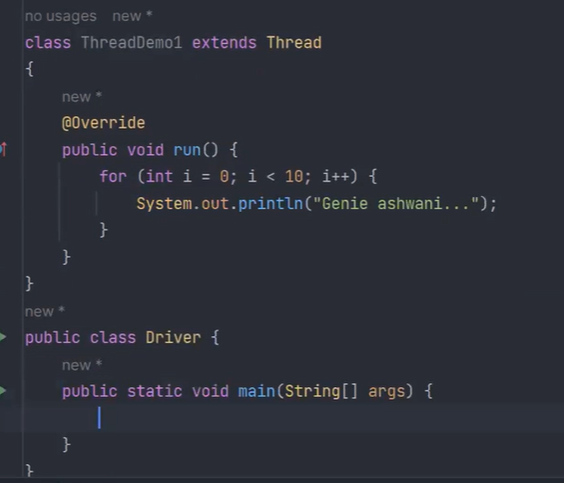 no usages   new *
class ThreadDemo1 extends Thread
{
    new *
    @Override
    public void run() {
        for (int i = 0; i < 10; i++) {
            System.out.println("Genie ashwani...");
        }
    }
}
new *
public class Driver {
    new *
    public static void main(String[] args) {
    }
}